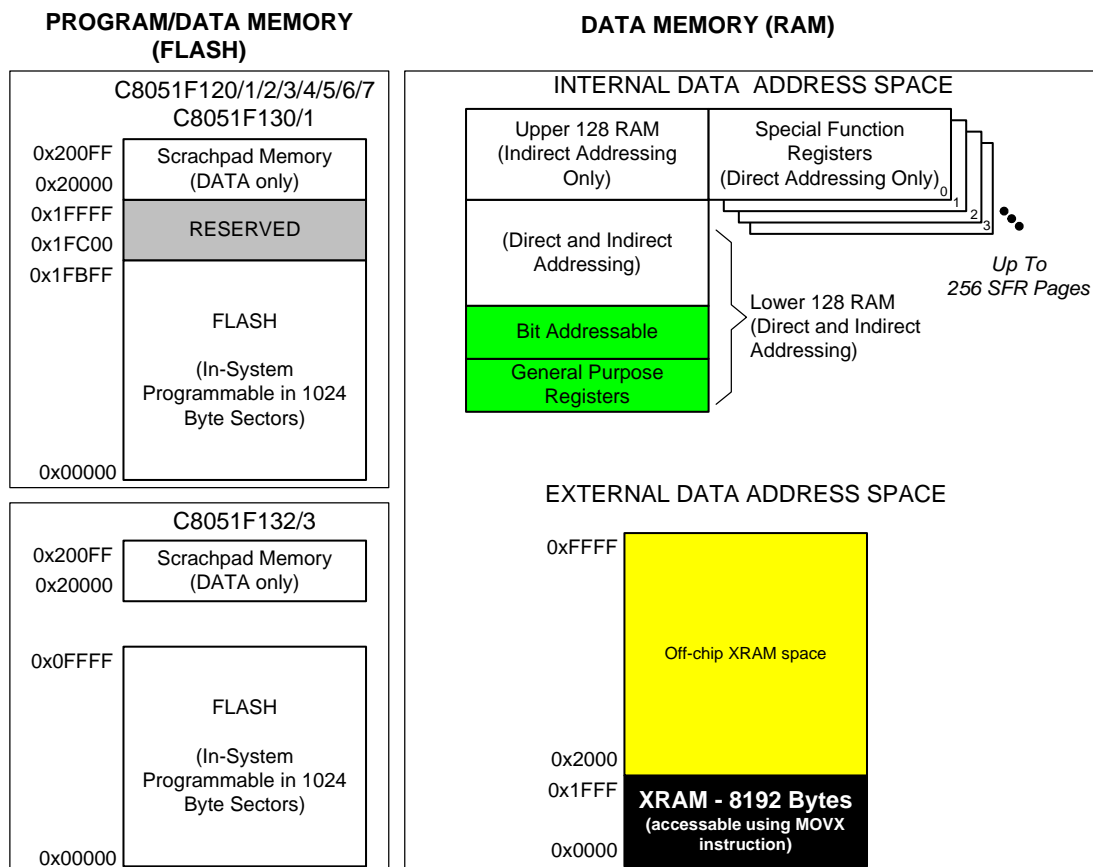 PROGRAM/DATA MEMORY
(FLASH)
C8051F120/1/2/3/4/5/6/7
C8051F130/1
0x200FF
0x20000
Scrachpad Memory
(DATA only)
0x1FFFF
0x1FC00
RESERVED
0x1FBFF
FLASH
(In-System
Programmable in 1024
Byte Sectors)
0x00000
C8051F132/3
0x200FF
0x20000
Scrachpad Memory
(DATA only)
0x0FFFF
FLASH
(In-System
Programmable in 1024
Byte Sectors)
0x00000
DATA MEMORY (RAM)
INTERNAL DATA ADDRESS SPACE
Upper 128 RAM
(Indirect Addressing
Only)
Special Function
Registers
(Direct Addressing Only)
0
1
2
3
Up To
256 SFR Pages
(Direct and Indirect
Addressing)
Bit Addressable
General Purpose
Registers
Lower 128 RAM
(Direct and Indirect
Addressing)
EXTERNAL DATA ADDRESS SPACE
0xFFFF
Off-chip XRAM space
0x2000
0x1FFF
XRAM - 8192 Bytes
(accessable using MOVX
instruction)
0x0000